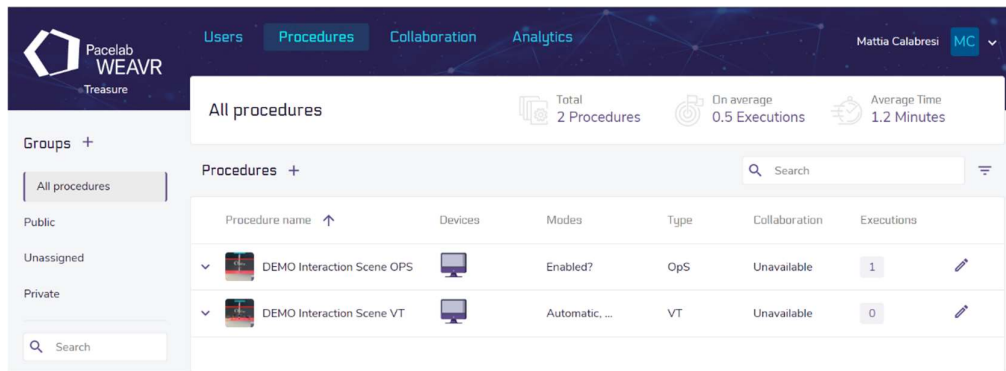 Pacelab
WEAVR
Treasure
Users Procedures Collaboration Analytics
Mattia Calabresi MC
All procedures
Total
2 Procedures
On average
0.5 Executions
Average Time
1.2 Minutes
Groups +
All procedures
Public
Unassigned
Private
Search
Procedures +
Search
Procedure name Devices Modes Type Collaboration Executions
DEMO Interaction Scene OPS Enabled? OpS Unavailable 1
DEMO Interaction Scene VT Automatic, ... VT Unavailable 0